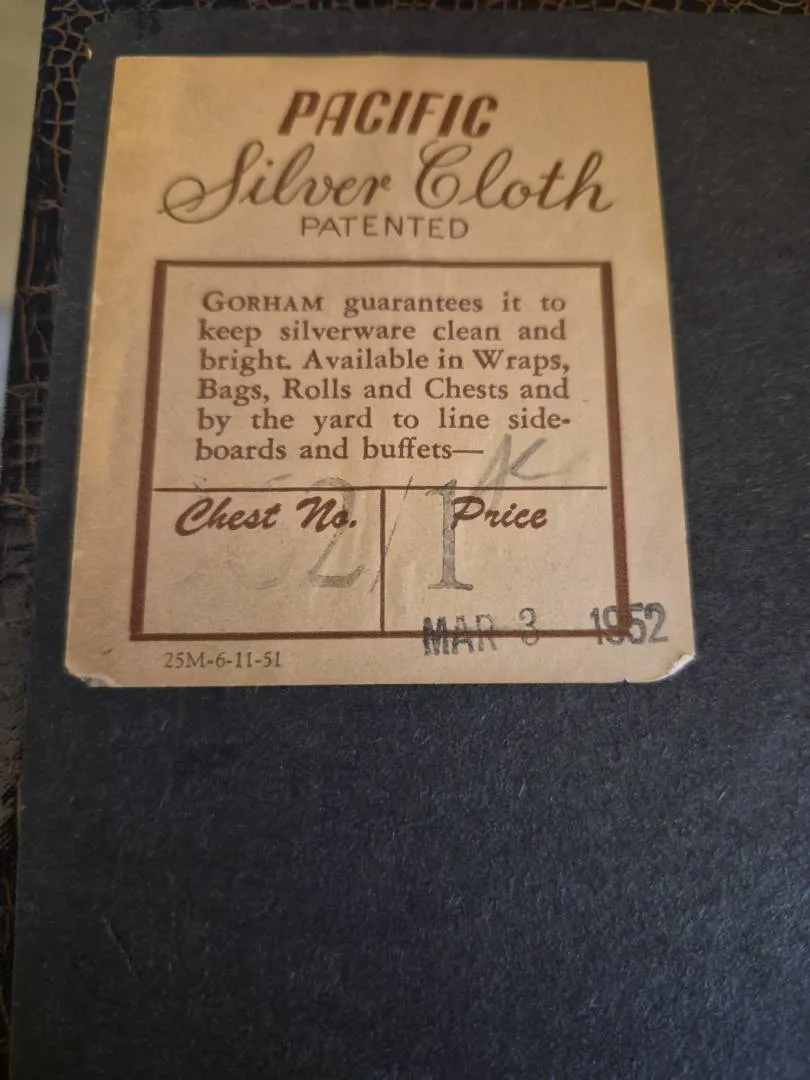 PACIFIC
Silver Cloth
PATENTED
GORHAM guarantees it to
keep silverware clean and
bright. Available in Wraps,
Bags, Rolls and Chests and
by the yard to line side-
boards and buffets—
Chest No. Price
MAR 3 1952
25M-6-11-51